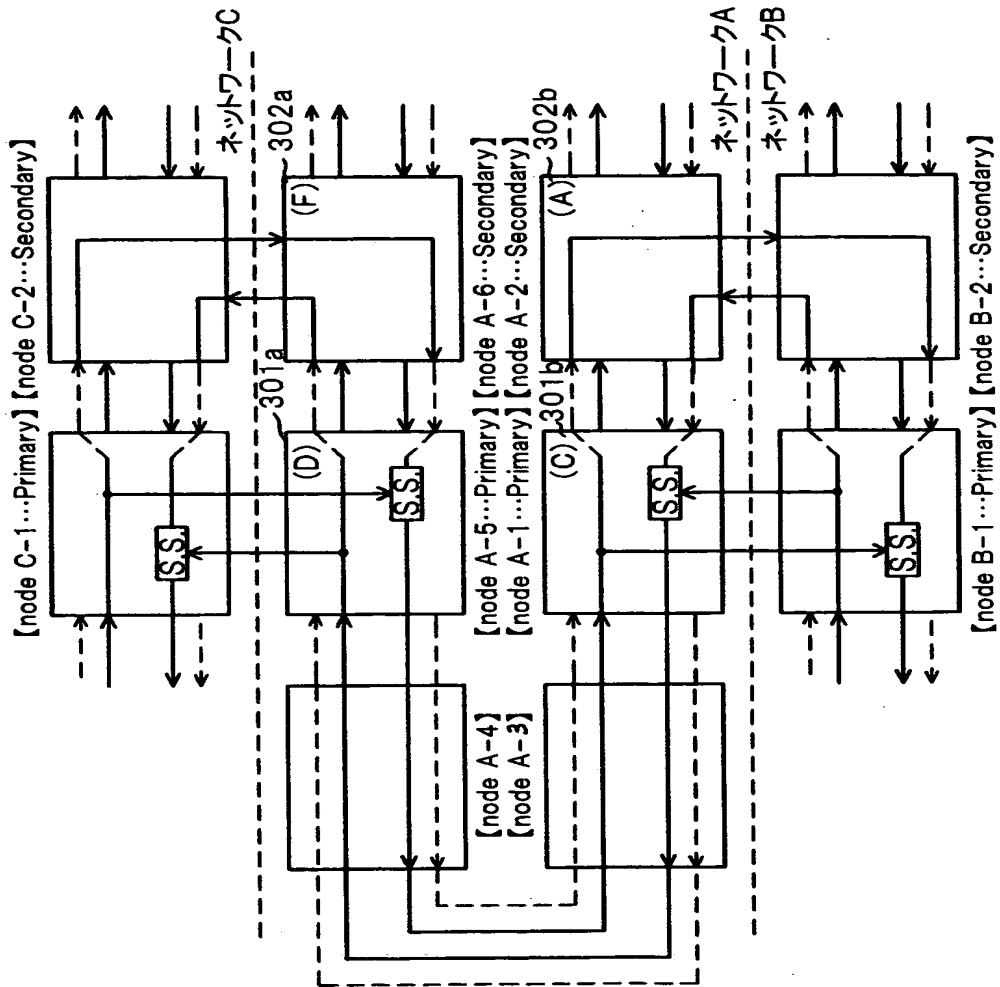 【node C-1…Primary】
【node C-2…Secondary】
ネットワークC
S.S.
301a
302a
(D)
(F)
S.S.
【node A-4】
【node A-5…Primary】
【node A-6…Secondary】
【node A-3】
【node A-1…Primary】
【node A-2…Secondary】
301b
302b
(C)
(A)
S.S.
ネットワークA
ネットワークB
S.S.
【node B-1…Primary】
【node B-2…Secondary】